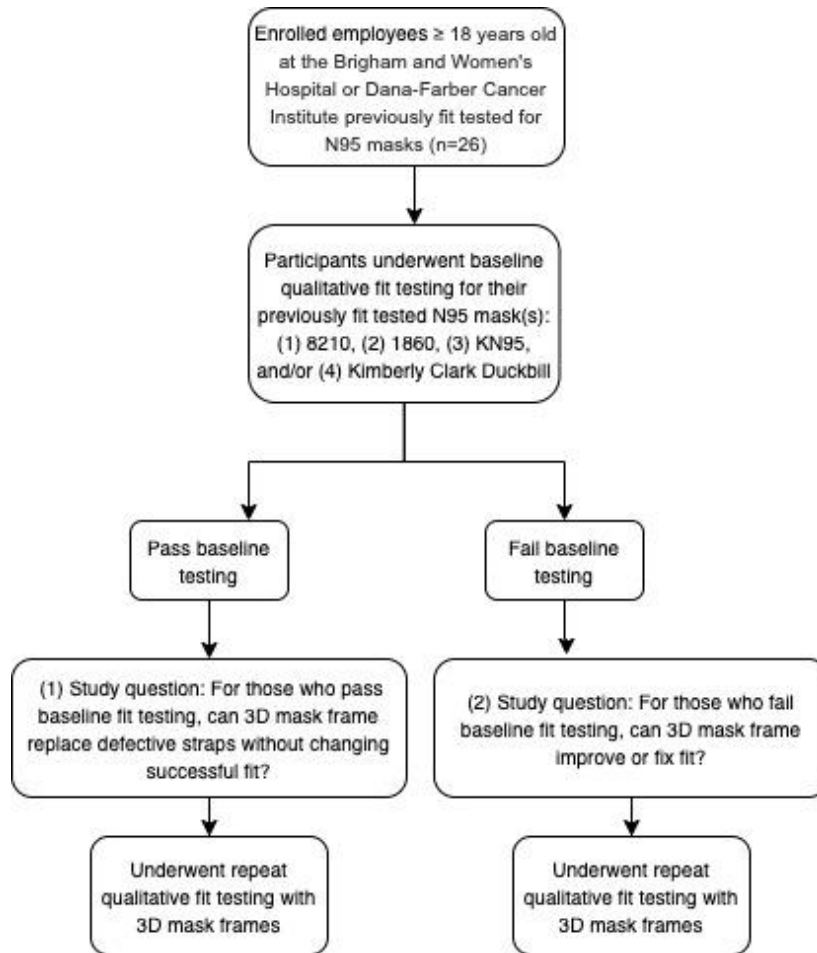 Enrolled employees ≥ 18 years old
at the Brigham and Women's
Hospital or Dana-Farber Cancer
Institute previously fit tested for
N95 masks (n=26)
Participants underwent baseline
qualitative fit testing for their
previously fit tested N95 mask(s):
(1) 8210, (2) 1860, (3) KN95,
and/or (4) Kimberly Clark Duckbill
Pass baseline
testing
Fail baseline
testing
(1) Study question: For those who pass
baseline fit testing, can 3D mask frame
replace defective straps without changing
successful fit?
(2) Study question: For those who fail
baseline fit testing, can 3D mask frame
improve or fix fit?
Underwent repeat
qualitative fit testing with
3D mask frames
Underwent repeat
qualitative fit testing with
3D mask frames